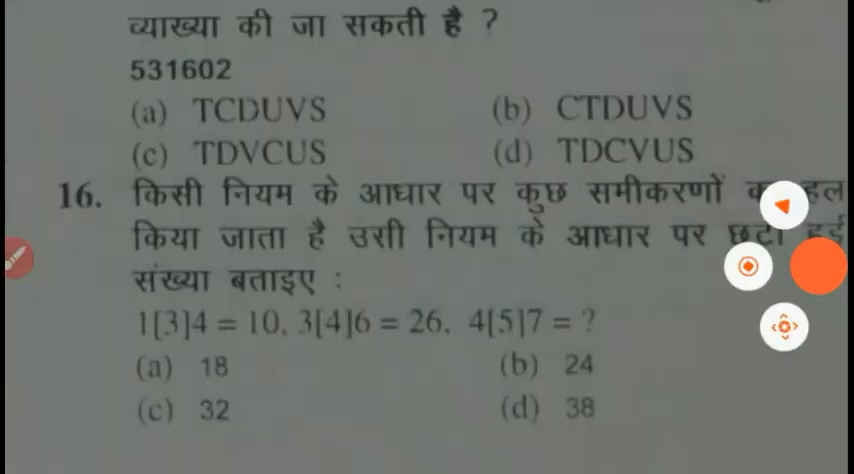 व्याख्या की जा सकती है ?
531602
(a) TCDUVS (b) CTDUVS
(c) TDVCUS (d) TDCVUS
16. किसी नियम के आधार पर कुछ समीकरणों हल
किया जाता है उसी नियम के आधार पर
संख्या बताइए :
1[3]4 = 10, 3[4]6 = 26, 4[5]7 = ?
(a) 18 (b) 24
(c) 32 (d) 38